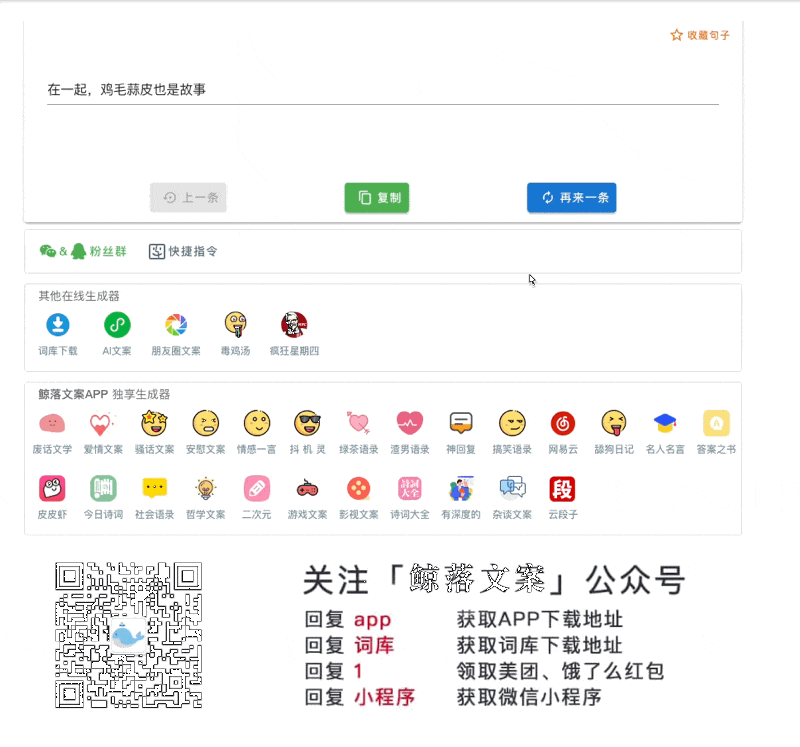 收藏句子
在一起，鸡毛蒜皮也是故事
上一条 复制 再来一条
& 粉丝群 快捷指令
其他在线生成器
词库下载 AI文案 朋友圈文案 毒鸡汤 疯狂星期四
鲸落文案APP 独享生成器
废话文学 爱情文案 骚话文案 安慰文案 情感一言 抖 机 灵 绿茶语录 渣男语录 神回复 搞笑语录 网易云 舔狗日记 名人名言 答案之书
诗词大全 段
皮皮虾 今日诗词 社会语录 哲学文案 二次元 游戏文案 影视文案 诗词大全 有深度的 杂谈文案 云段子
关注「鲸落文案」公众号
回复 app 获取APP下载地址
回复 词库 获取词库下载地址
回复 1 领取美团、饿了么红包
回复 小程序 获取微信小程序